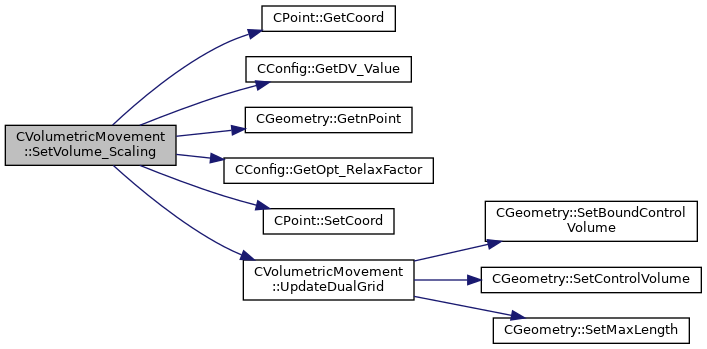 CVolumetricMovement
::SetVolume_Scaling
CPoint::GetCoord
CConfig::GetDV_Value
CGeometry::GetnPoint
CConfig::GetOpt_RelaxFactor
CPoint::SetCoord
CVolumetricMovement
::UpdateDualGrid
CGeometry::SetBoundControl
Volume
CGeometry::SetControlVolume
CGeometry::SetMaxLength